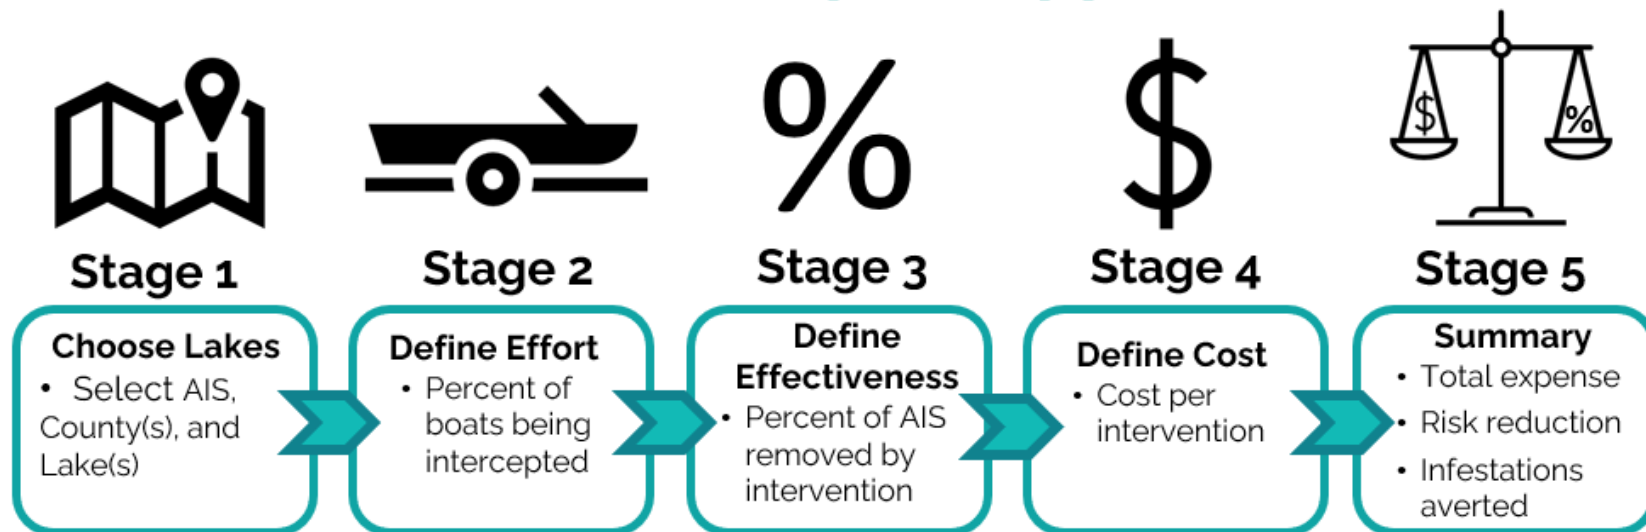 %
$
$
%
Stage 1
Stage 2
Stage 3
Stage 4
Stage 5
Choose Lakes
• Select AIS,
County(s), and
Lake(s)
Define Effort
• Percent of
boats being
intercepted
Define
Effectiveness
• Percent of AIS
removed by
intervention
Define Cost
• Cost per
intervention
Summary
• Total expense
• Risk reduction
• Infestations
averted